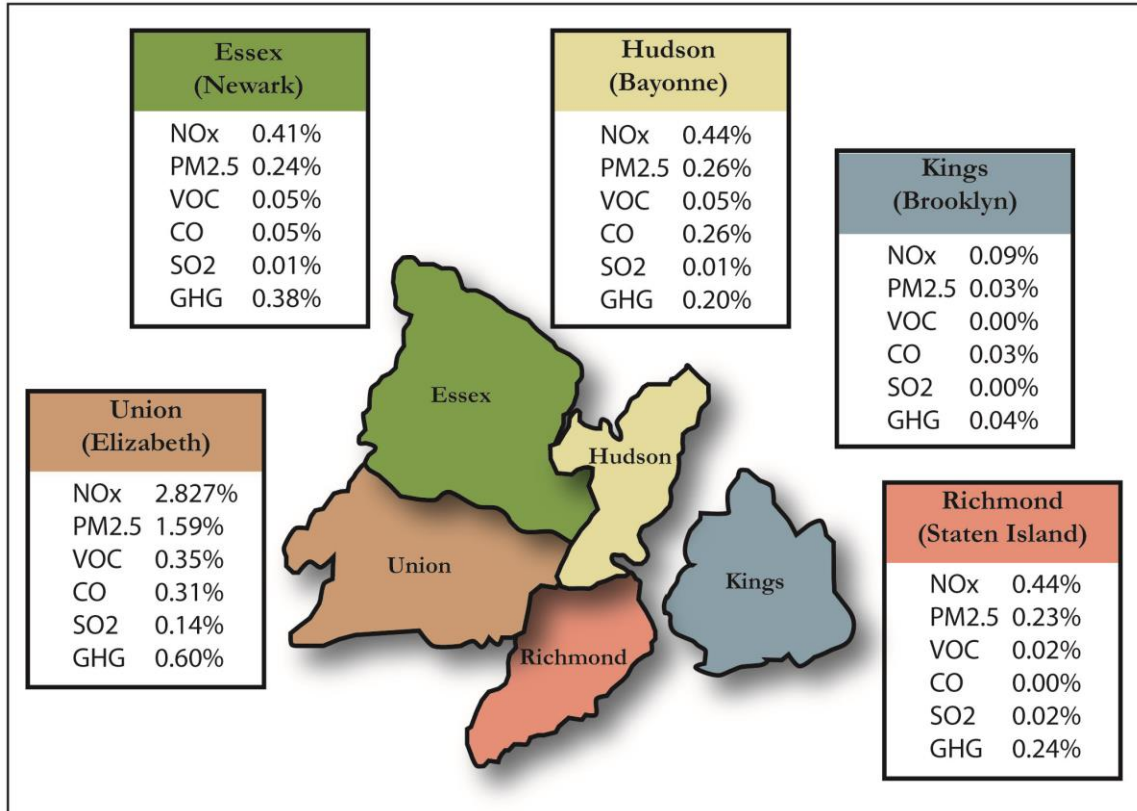 Essex
(Newark)
NOx 0.41%
PM2.5 0.24%
VOC 0.05%
CO 0.05%
SO2 0.01%
GHG 0.38%
Hudson
(Bayonne)
NOx 0.44%
PM2.5 0.26%
VOC 0.05%
CO 0.26%
SO2 0.01%
GHG 0.20%
Kings
(Brooklyn)
NOx 0.09%
PM2.5 0.03%
VOC 0.00%
CO 0.03%
SO2 0.00%
GHG 0.04%
Union
(Elizabeth)
NOx 2.827%
PM2.5 1.59%
VOC 0.35%
CO 0.31%
SO2 0.14%
GHG 0.60%
Richmond
(Staten Island)
NOx 0.44%
PM2.5 0.23%
VOC 0.02%
CO 0.00%
SO2 0.02%
GHG 0.24%
Essex
Hudson
Union
Kings
Richmond